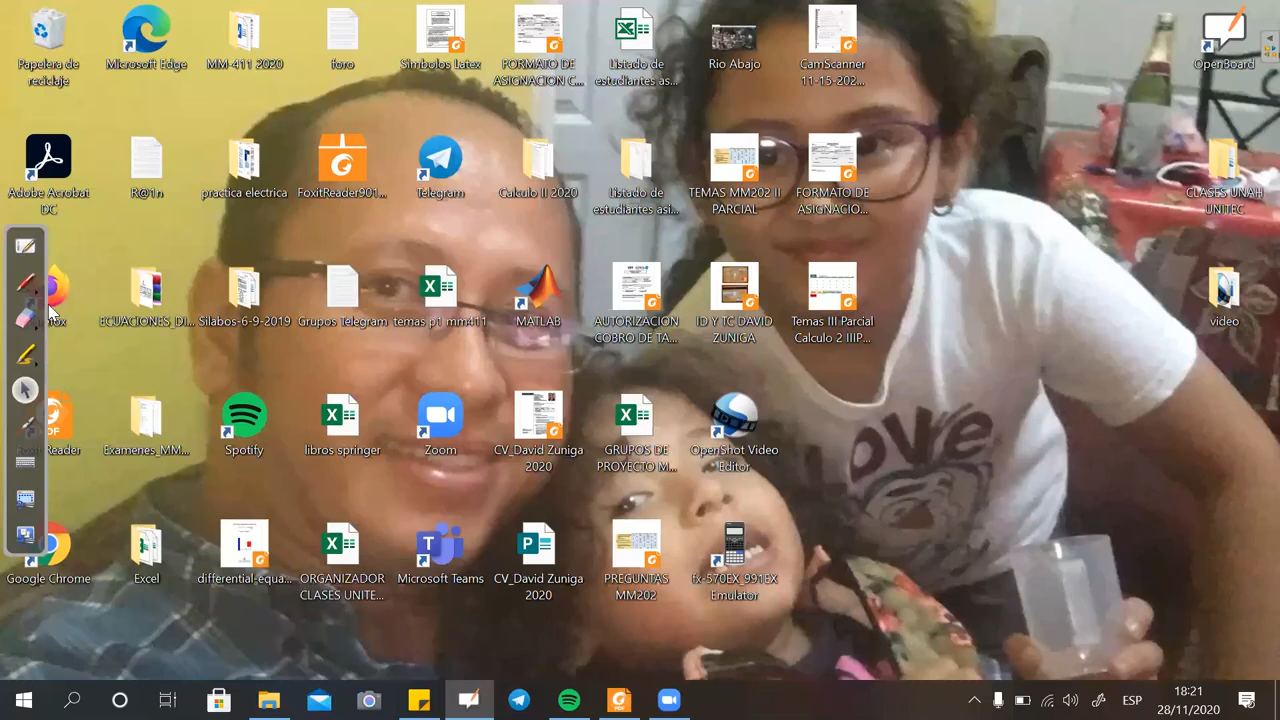 Papelera de
reciclaje
Microsoft Edge
MM-411 2020
foro
Simbolos Latex
FORMATO DE
ASIGNACION C...
Listado de
estudiantes as...
Rio Abajo
CamScanner
11-15-202...
OpenBoard
Adobe Acrobat
DC
R@1n
practica electrica
FoxitReader901...
Telegram
Calculo II 2020
Listado de
estudiantes asi...
TEMAS MM202 II
PARCIAL
FORMATO DE
ASIGNACIO...
CLASES UNAH
UNITEC
fox
ECUACIONES_DI...
Silabos-6-9-2019
Grupos Telegram
temas p1 mm411
MATLAB
AUTORIZACION
COBRO DE TA...
ID Y TC DAVID
ZUNIGA
Temas III Parcial
Calculo 2 IIIP...
video
Reader
Examenes_MM...
Spotify
libros springer
Zoom
CV_David Zuniga
2020
GRUPOS DE
PROYECTO M...
OpenShot Video
Editor
Google Chrome
Excel
differential-equa...
ORGANIZADOR
CLASES UNITE...
Microsoft Teams
CV_David Zuniga
2020
PREGUNTAS
MM202
fx-570EX_991EX
Emulator
ESP
18:21
28/11/2020